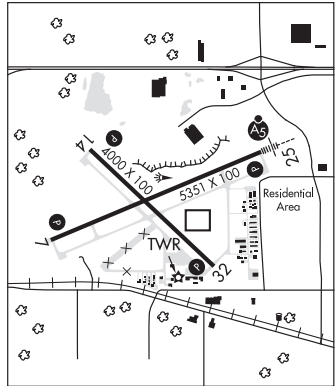 A5
14
P
4000 X 100
25
5351 X 100
P
Residential
Area
P
7
TWR
P
32